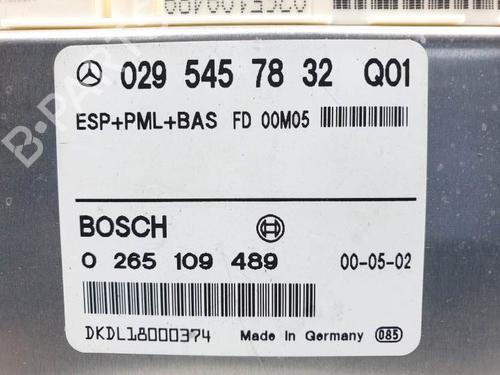 029 545 78 32 Q01
ESP+PML+BAS FD 00M05
BOSCH
0 265 109 489 00-05-02
DKDL18000374 Made in Germany 085
B-PARTS